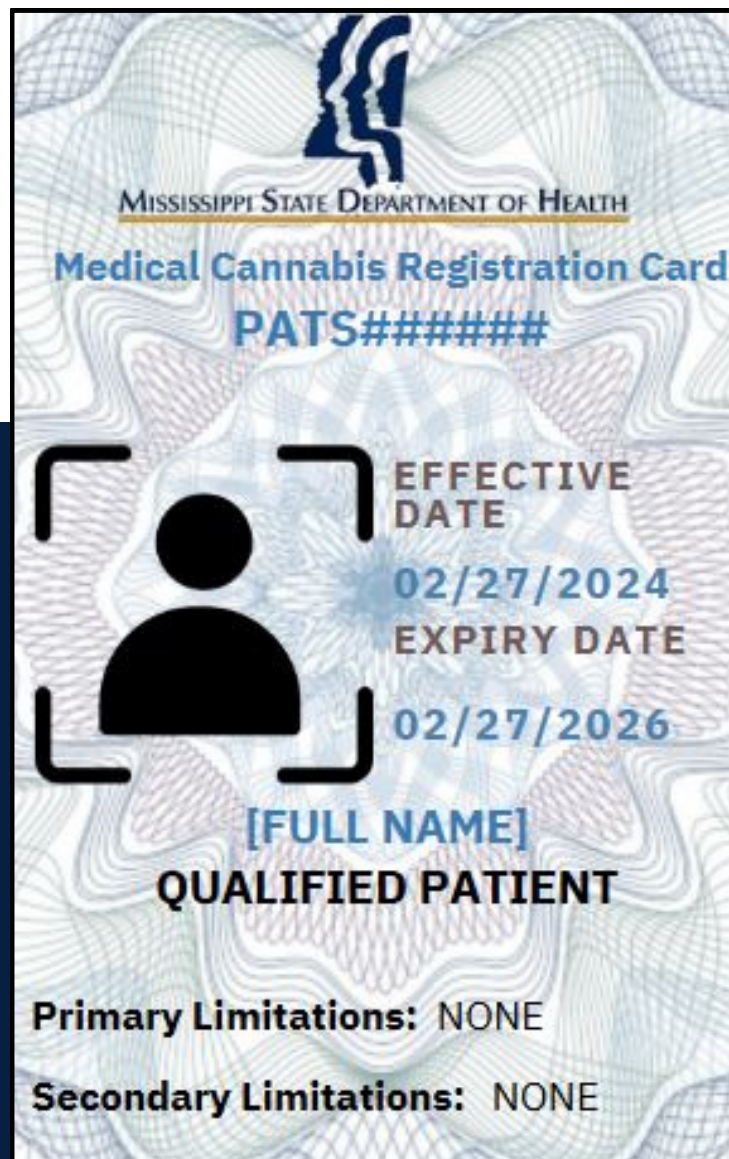 MISSISSIPPI STATE DEPARTMENT OF HEALTH
Medical Cannabis Registration Card
PATS######
EFFECTIVE
DATE
02/27/2024
EXPIRY DATE
02/27/2026
[FULL NAME]
QUALIFIED PATIENT
Primary Limitations: NONE
Secondary Limitations: NONE